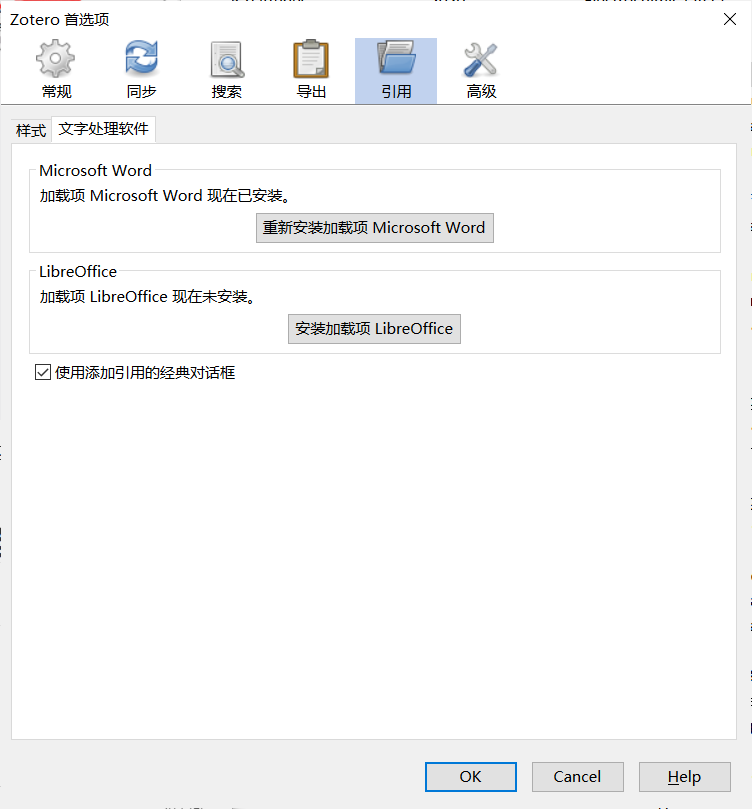 Zotero 首选项
常规 同步 搜索 导出 引用 高级
样式 文字处理软件
Microsoft Word
加载项 Microsoft Word 现在已安装。
重新安装加载项 Microsoft Word
LibreOffice
加载项 LibreOffice 现在未安装。
安装加载项 LibreOffice
使用添加引用的经典对话框
OK Cancel Help